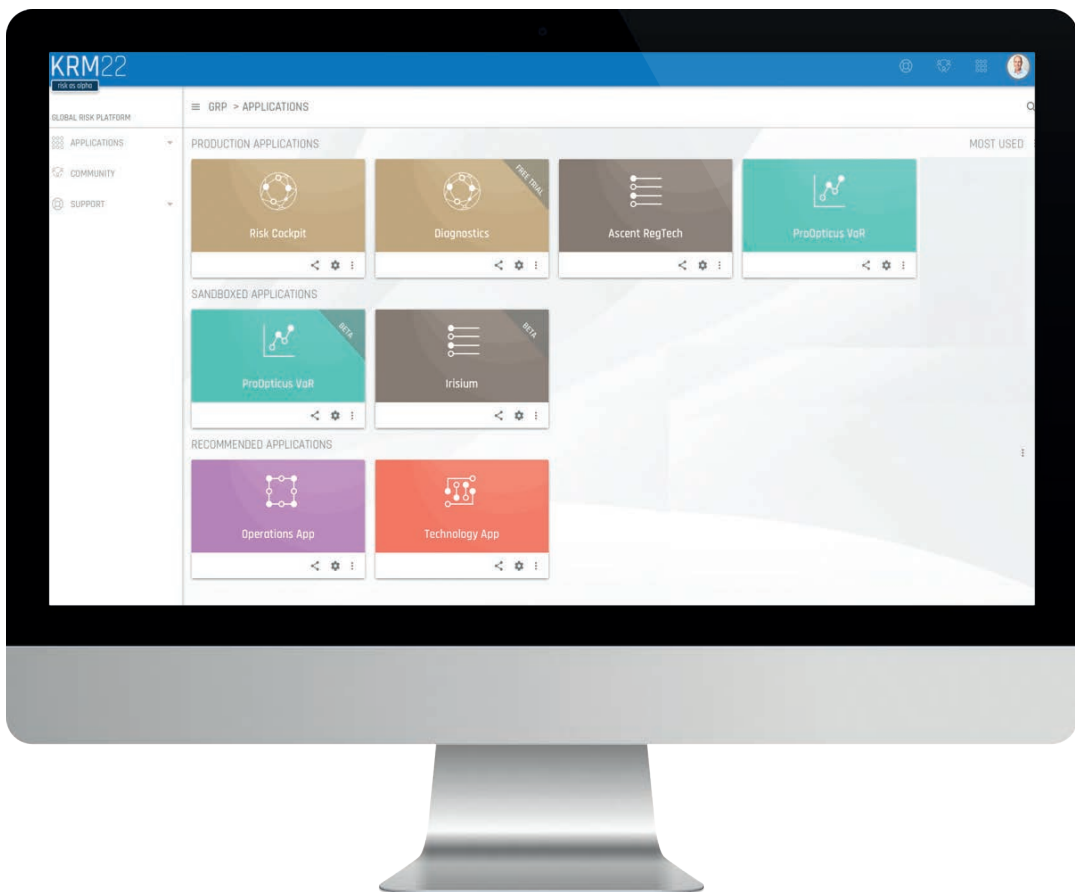 KRM22
risk as alpha
GLOBAL RISK PLATFORM
APPLICATIONS
COMMUNITY
SUPPORT
GRP > APPLICATIONS
PRODUCTION APPLICATIONS
MOST USED
Risk Cockpit
FREE TRIAL
Diagnostics
Ascent RegTech
ProOpticus VaR
SANDBOXED APPLICATIONS
BETA
ProOpticus VaR
BETA
Irisium
RECOMMENDED APPLICATIONS
Operations App
Technology App